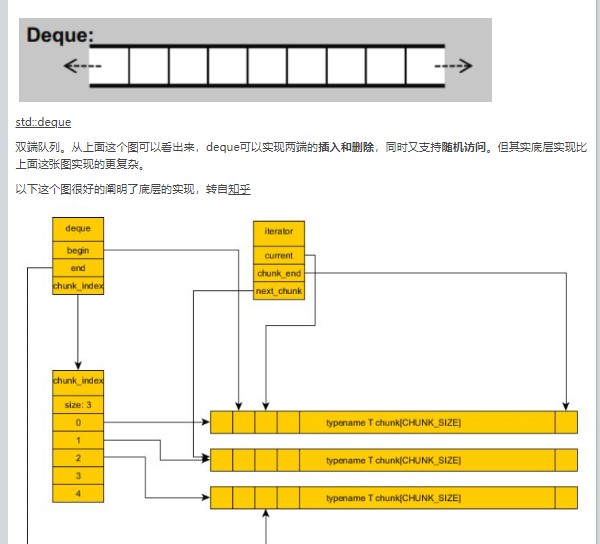 Deque:
std::deque
双端队列。从上面这个图可以看出来，deque可以实现两端的插入和删除，同时又支持随机访问。但其实底层实现比
上面这张图实现的更复杂。
以下这个图很好的阐明了底层的实现，转自知乎
deque
begin
end
chunk_index
iterator
current
chunk_end
next_chunk
chunk_index
size: 3
0
1
2
3
4
typename T chunk[CHUNK_SIZE]
typename T chunk[CHUNK_SIZE]
typename T chunk[CHUNK_SIZE]